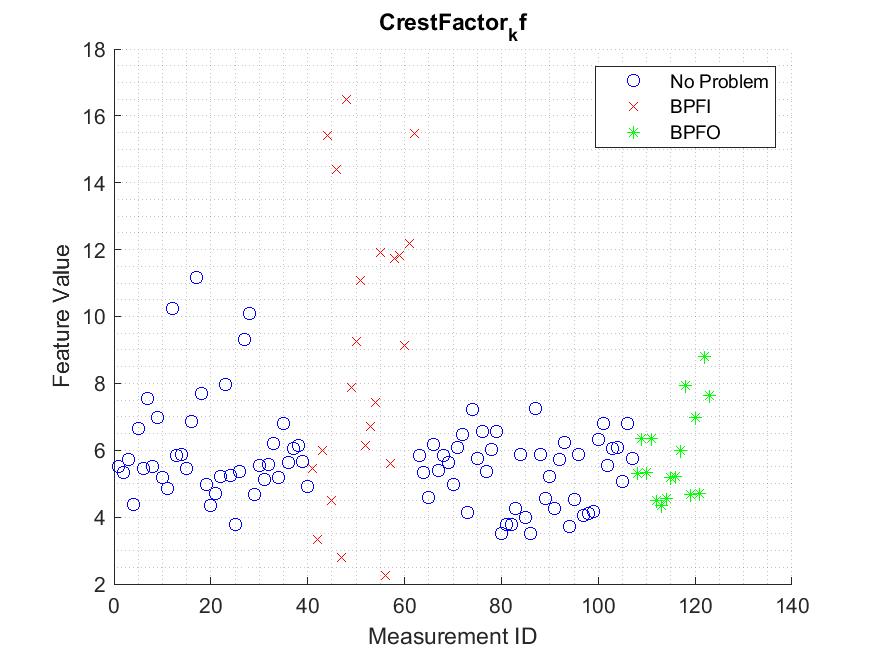 CrestFactor_kf
18
16
14
12
10
8
6
4
2
Feature Value
No Problem
BPFI
BPFO
0 20 40 60 80 100 120 140
Measurement ID